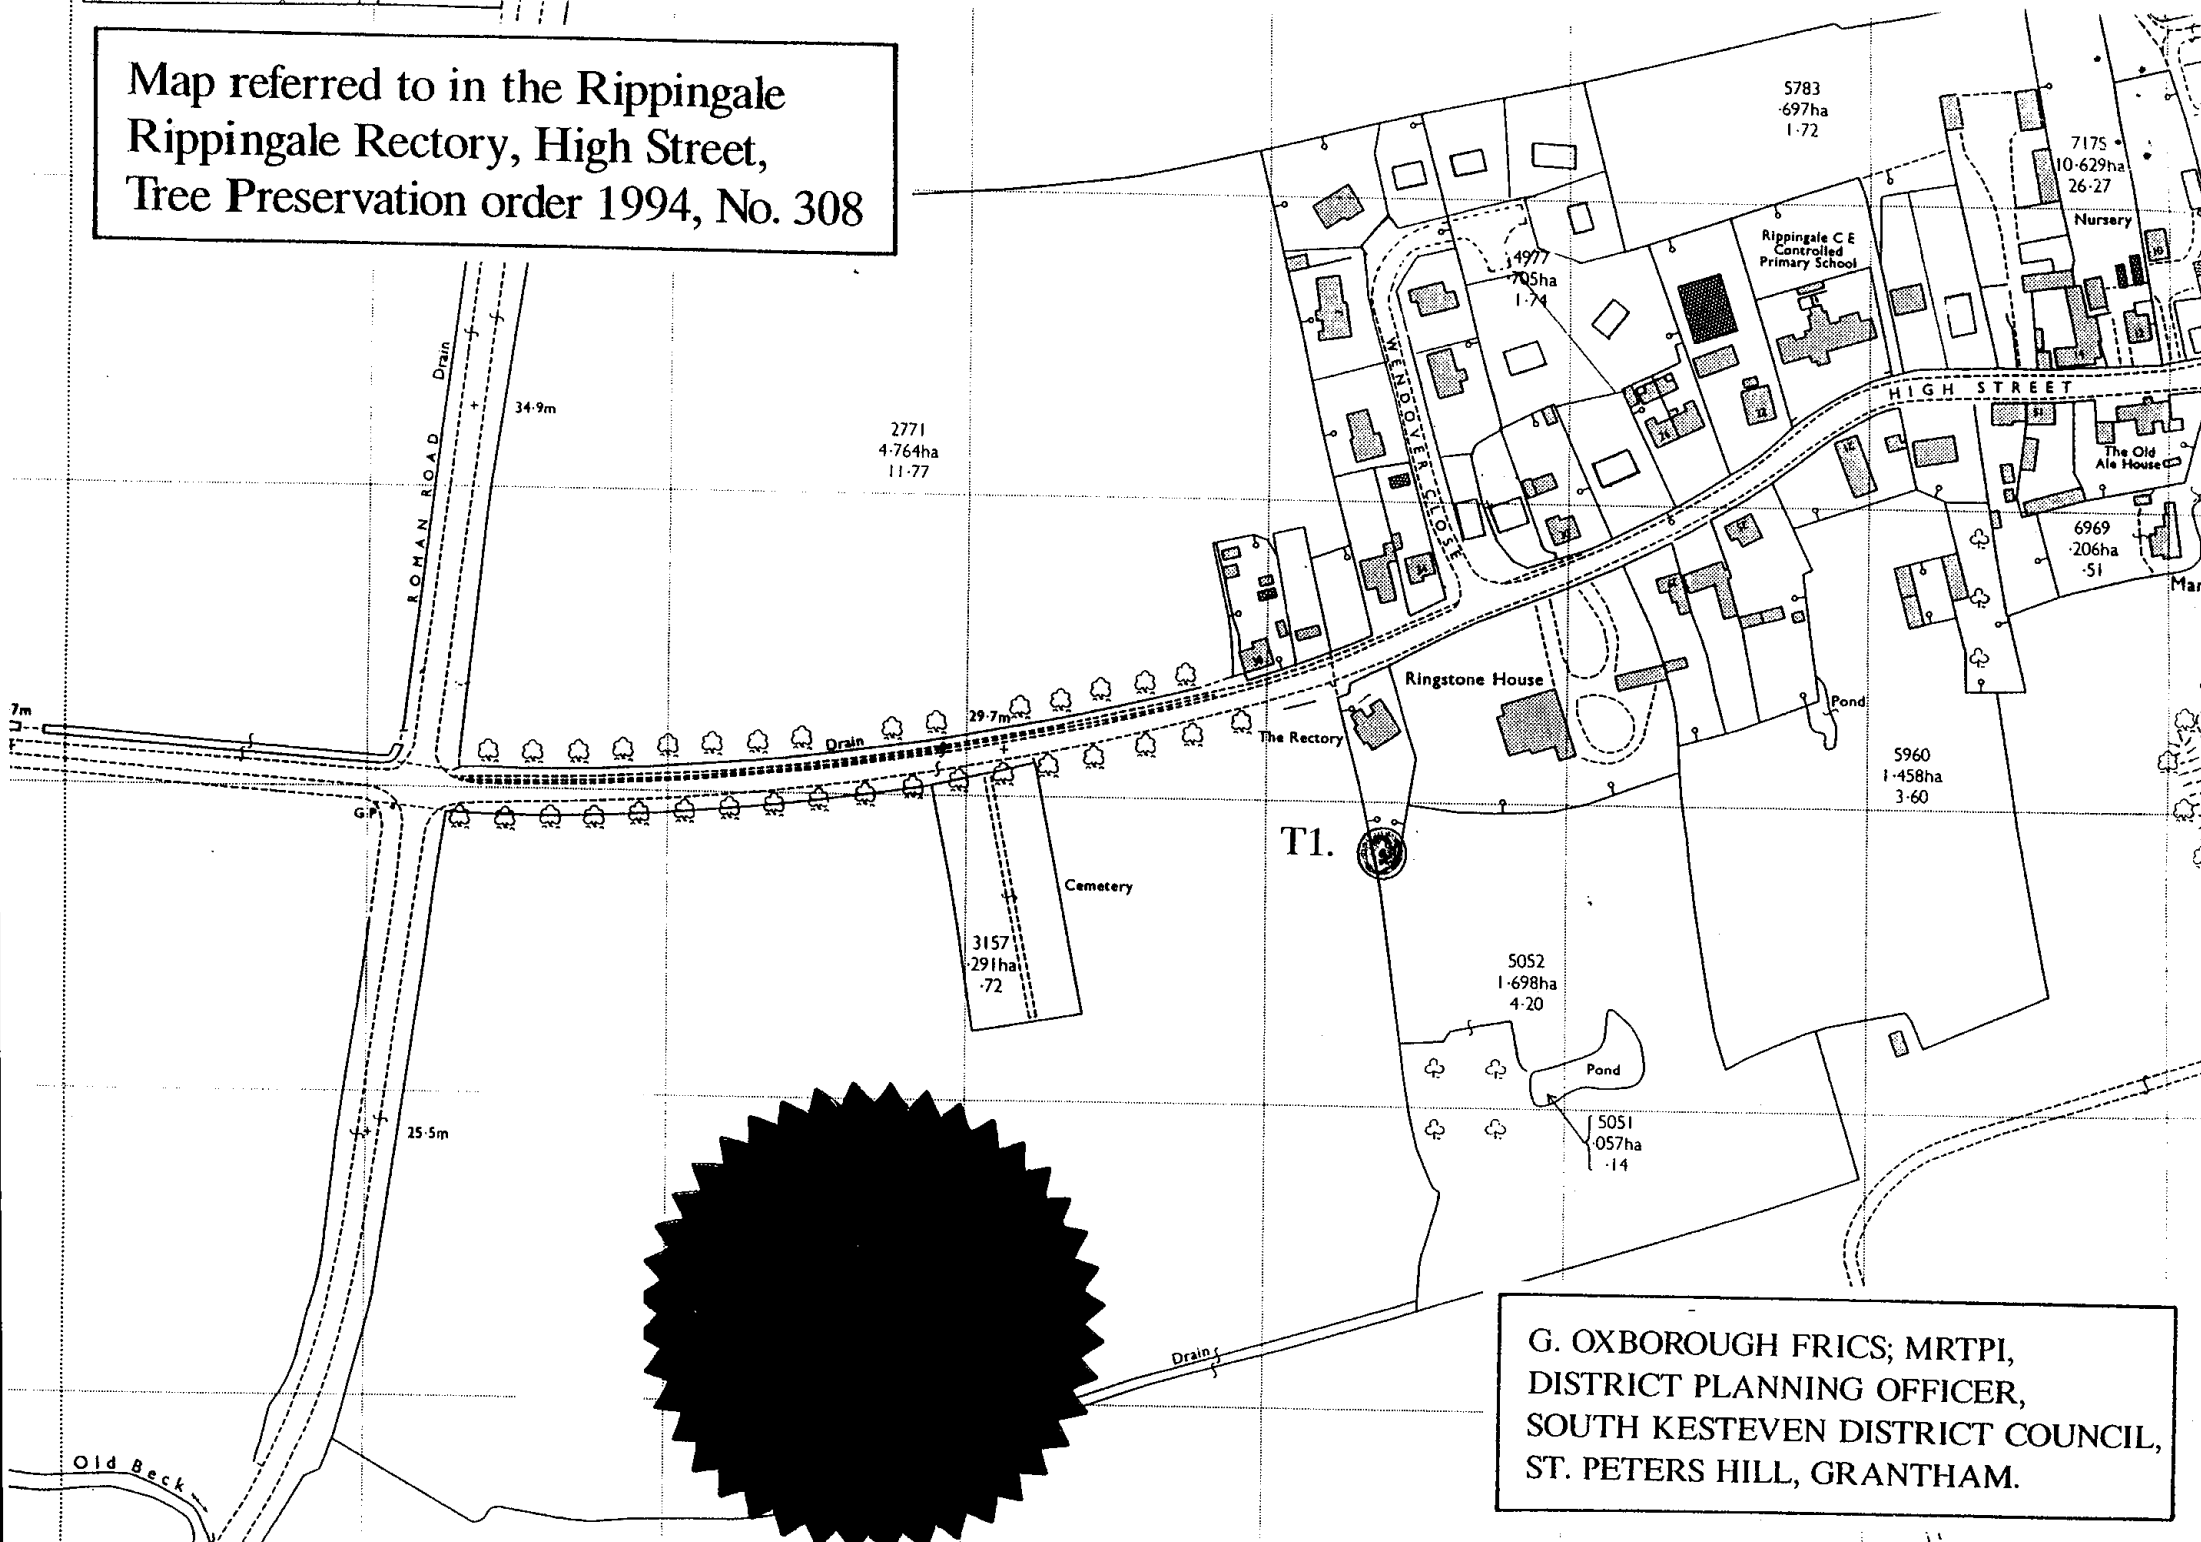 Map referred to in the Rippingale
Rippingale Rectory, High Street,
Tree Preservation order 1994, No. 308
5783
·697ha
1·72
7175
10·629ha
26·27
Nursery
Rippingale C E
Controlled
Primary School
4977
·705ha
1·74
WENDOVER CLOSE
HIGH STREET
The Old
Ale House
6969
·206ha
·51
ROMAN ROAD
Drain
34·9m
2771
4·764ha
11·77
7m
Drain
29·7m
The Rectory
Ringstone House
Pond
5960
1·458ha
3·60
G P
T1.
Cemetery
3157
·291ha
·72
5052
1·698ha
4·20
Pond
5051
·057ha
·14
25·5m
Drain
Old Beck
G. OXBOROUGH FRICS; MRTPI,
DISTRICT PLANNING OFFICER,
SOUTH KESTEVEN DISTRICT COUNCIL,
ST. PETERS HILL, GRANTHAM.